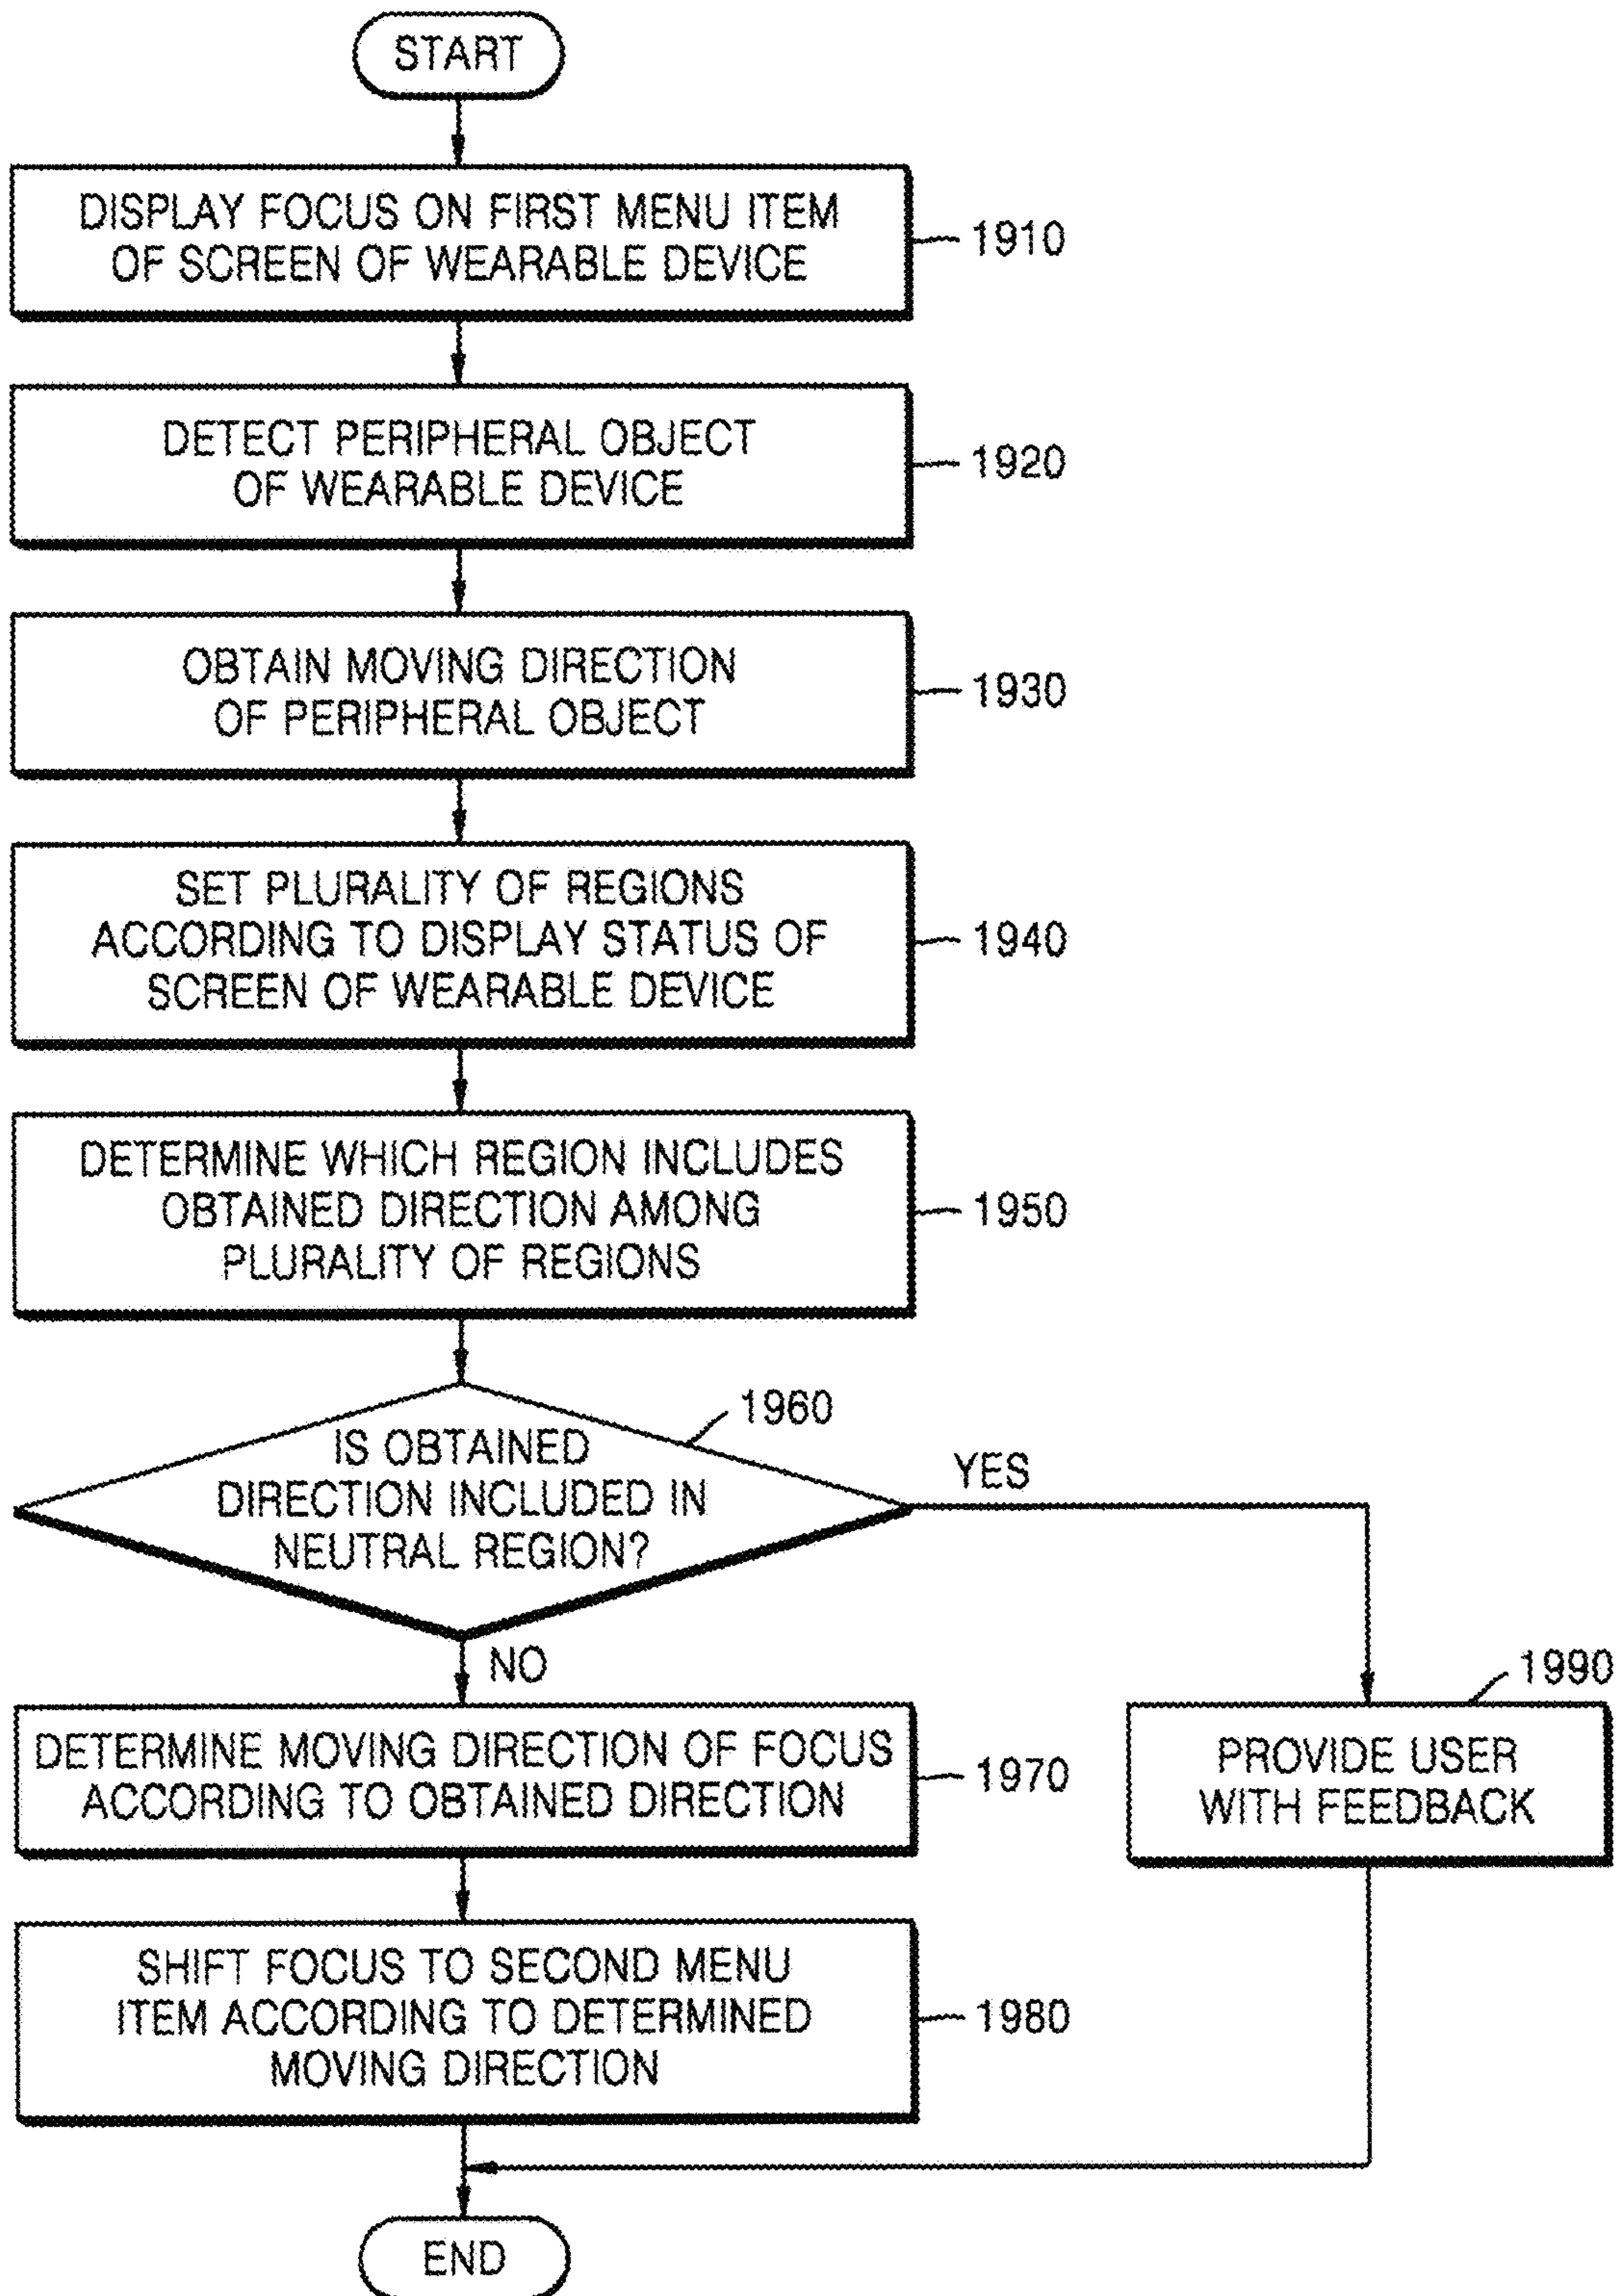 START
DISPLAY FOCUS ON FIRST MENU ITEM
OF SCREEN OF WEARABLE DEVICE
1910
DETECT PERIPHERAL OBJECT
OF WEARABLE DEVICE
1920
OBTAIN MOVING DIRECTION
OF PERIPHERAL OBJECT
1930
SET PLURALITY OF REGIONS
ACCORDING TO DISPLAY STATUS OF
SCREEN OF WEARABLE DEVICE
1940
DETERMINE WHICH REGION INCLUDES
OBTAINED DIRECTION AMONG
PLURALITY OF REGIONS
1950
1960
IS OBTAINED
DIRECTION INCLUDED IN
NEUTRAL REGION?
YES
NO
DETERMINE MOVING DIRECTION OF FOCUS
ACCORDING TO OBTAINED DIRECTION
1970
1990
PROVIDE USER
WITH FEEDBACK
SHIFT FOCUS TO SECOND MENU
ITEM ACCORDING TO DETERMINED
MOVING DIRECTION
1980
END